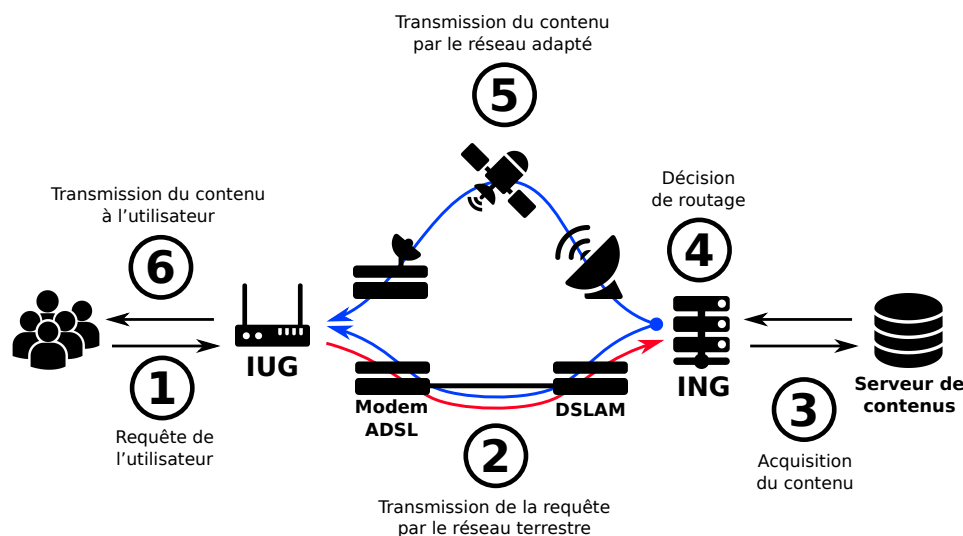 Transmission du contenu
par le réseau adapté
5
Transmission du contenu
à l’utilisateur
6
Décision
de routage
4
IUG
1
Requête de
l’utilisateur
Modem
ADSL
DSLAM
2
Transmission de la requête
par le réseau terrestre
ING
Serveur de
contenus
3
Acquisition
du contenu